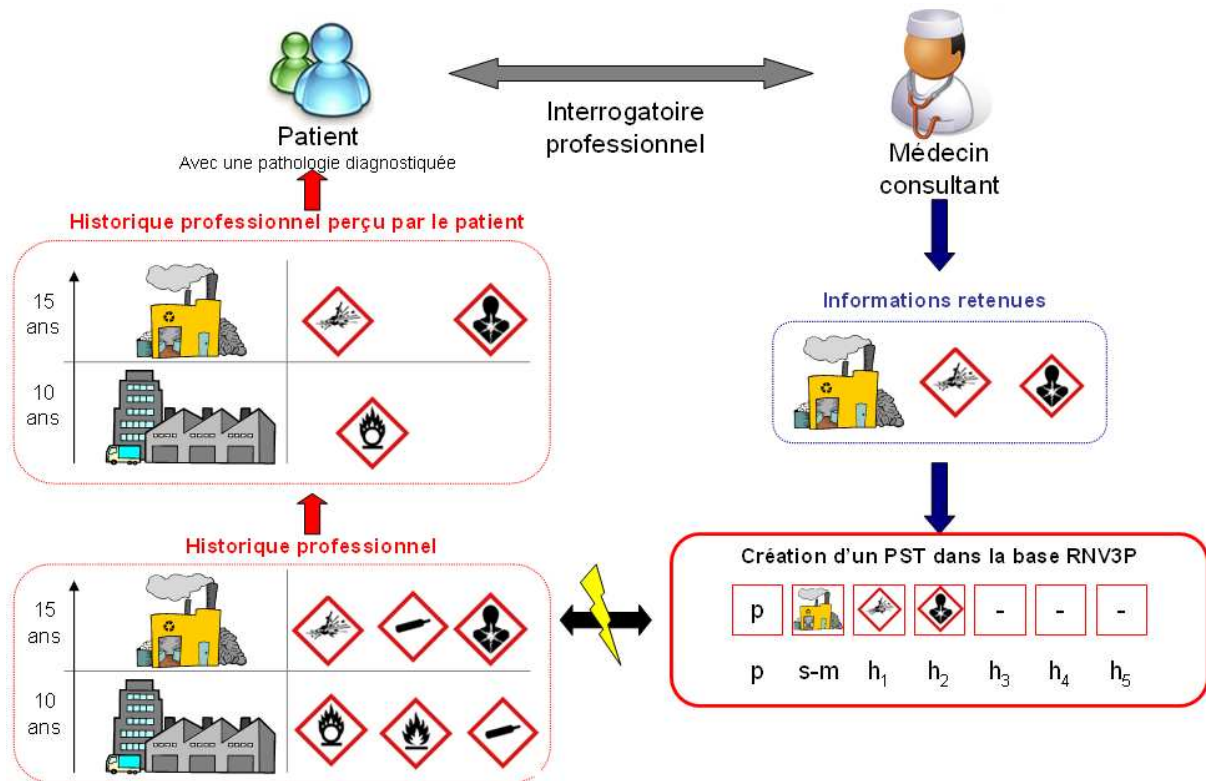 Patient
Avec une pathologie diagnostiquée
Interrogatoire
professionnel
Médecin
consultant
Historique professionnel perçu par le patient
15
ans
10
ans
Informations retenues
Historique professionnel
15
ans
10
ans
Création d'un PST dans la base RNV3P
p - - -
p s-m h₁ h₂ h₃ h₄ h₅